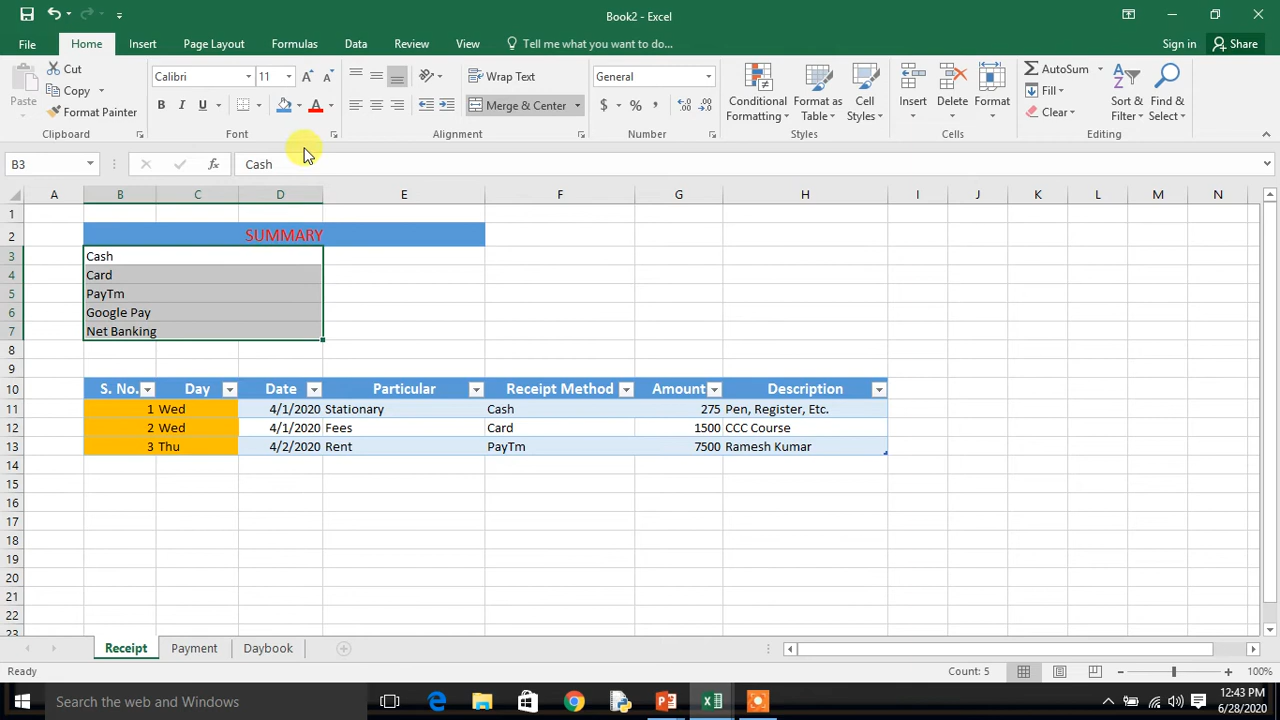 Book2 - Excel
File Home Insert Page Layout Formulas Data Review View Tell me what you want to do... Sign in Share
Paste Cut Copy Format Painter Clipboard
Calibri 11 B I U A Font
Wrap Text Merge & Center Alignment
General $ % , Number
Conditional Formatting Format as Table Cell Styles Styles
Insert Delete Format Cells
AutoSum Fill Clear Sort & Filter Find & Select Editing
B3 fx Cash
A B C D E F G H I J K L M N
1
2 SUMMARY
3 Cash
4 Card
5 PayTm
6 Google Pay
7 Net Banking
8
9
10 S. No. Day Date Particular Receipt Method Amount Description
11 1 Wed 4/1/2020 Stationary Cash 275 Pen, Register, Etc.
12 2 Wed 4/1/2020 Fees Card 1500 CCC Course
13 3 Thu 4/2/2020 Rent PayTm 7500 Ramesh Kumar
14
15
16
17
18
19
20
21
22
23
Receipt Payment Daybook
Ready Count: 5 100%
Search the web and Windows 12:43 PM
6/28/2020